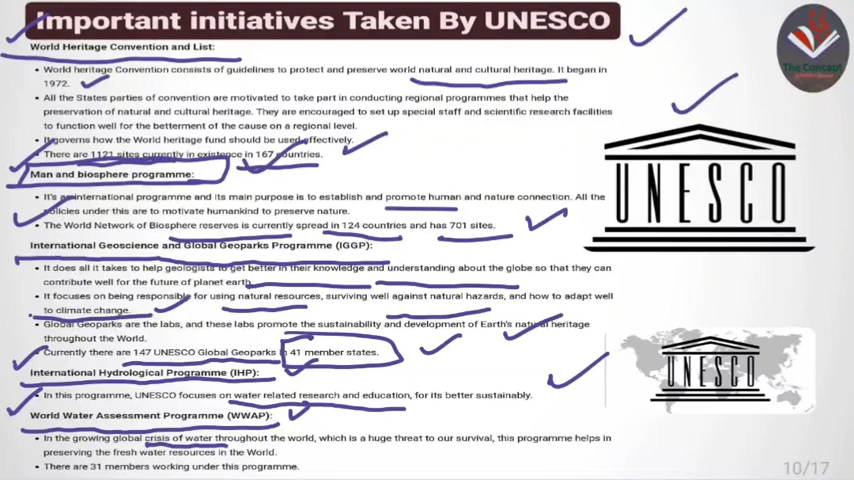 Important initiatives Taken By UNESCO
World Heritage Convention and List:
• World heritage Convention consists of guidelines to protect and preserve world natural and cultural heritage. It began in
1972.
• All the States parties of convention are motivated to take part in conducting regional programmes that help the
preservation of natural and cultural heritage. They are encouraged to set up special staff and scientific research facilities
to function well for the betterment of the cause on a regional level.
• It governs how the World heritage fund should be used effectively.
• There are 1121 sites currently in existence in 167 countries.
Man and biosphere programme:
• It's an international programme and its main purpose is to establish and promote human and nature connection. All the
policies under this are to motivate humankind to preserve nature.
• The World Network of Biosphere reserves is currently spread in 124 countries and has 701 sites.
International Geoscience and Global Geoparks Programme (IGGP):
• It does all it takes to help geologists to get better in their knowledge and understanding about the globe so that they can
contribute well for the future of planet earth.
• It focuses on being responsible for using natural resources, surviving well against natural hazards, and how to adapt well
to climate change.
• Global Geoparks are the labs, and these labs promote the sustainability and development of Earth's natural heritage
throughout the World.
• Currently there are 147 UNESCO Global Geoparks in 41 member states.
International Hydrological Programme (IHP):
• In this programme, UNESCO focuses on water related research and education, for its better sustainability.
World Water Assessment Programme (WWAP):
• In the growing global crisis of water throughout the world, which is a huge threat to our survival, this programme helps in
preserving the fresh water resources in the World.
• There are 31 members working under this programme.
The Concept
UNESCO
UNESCO
10/17